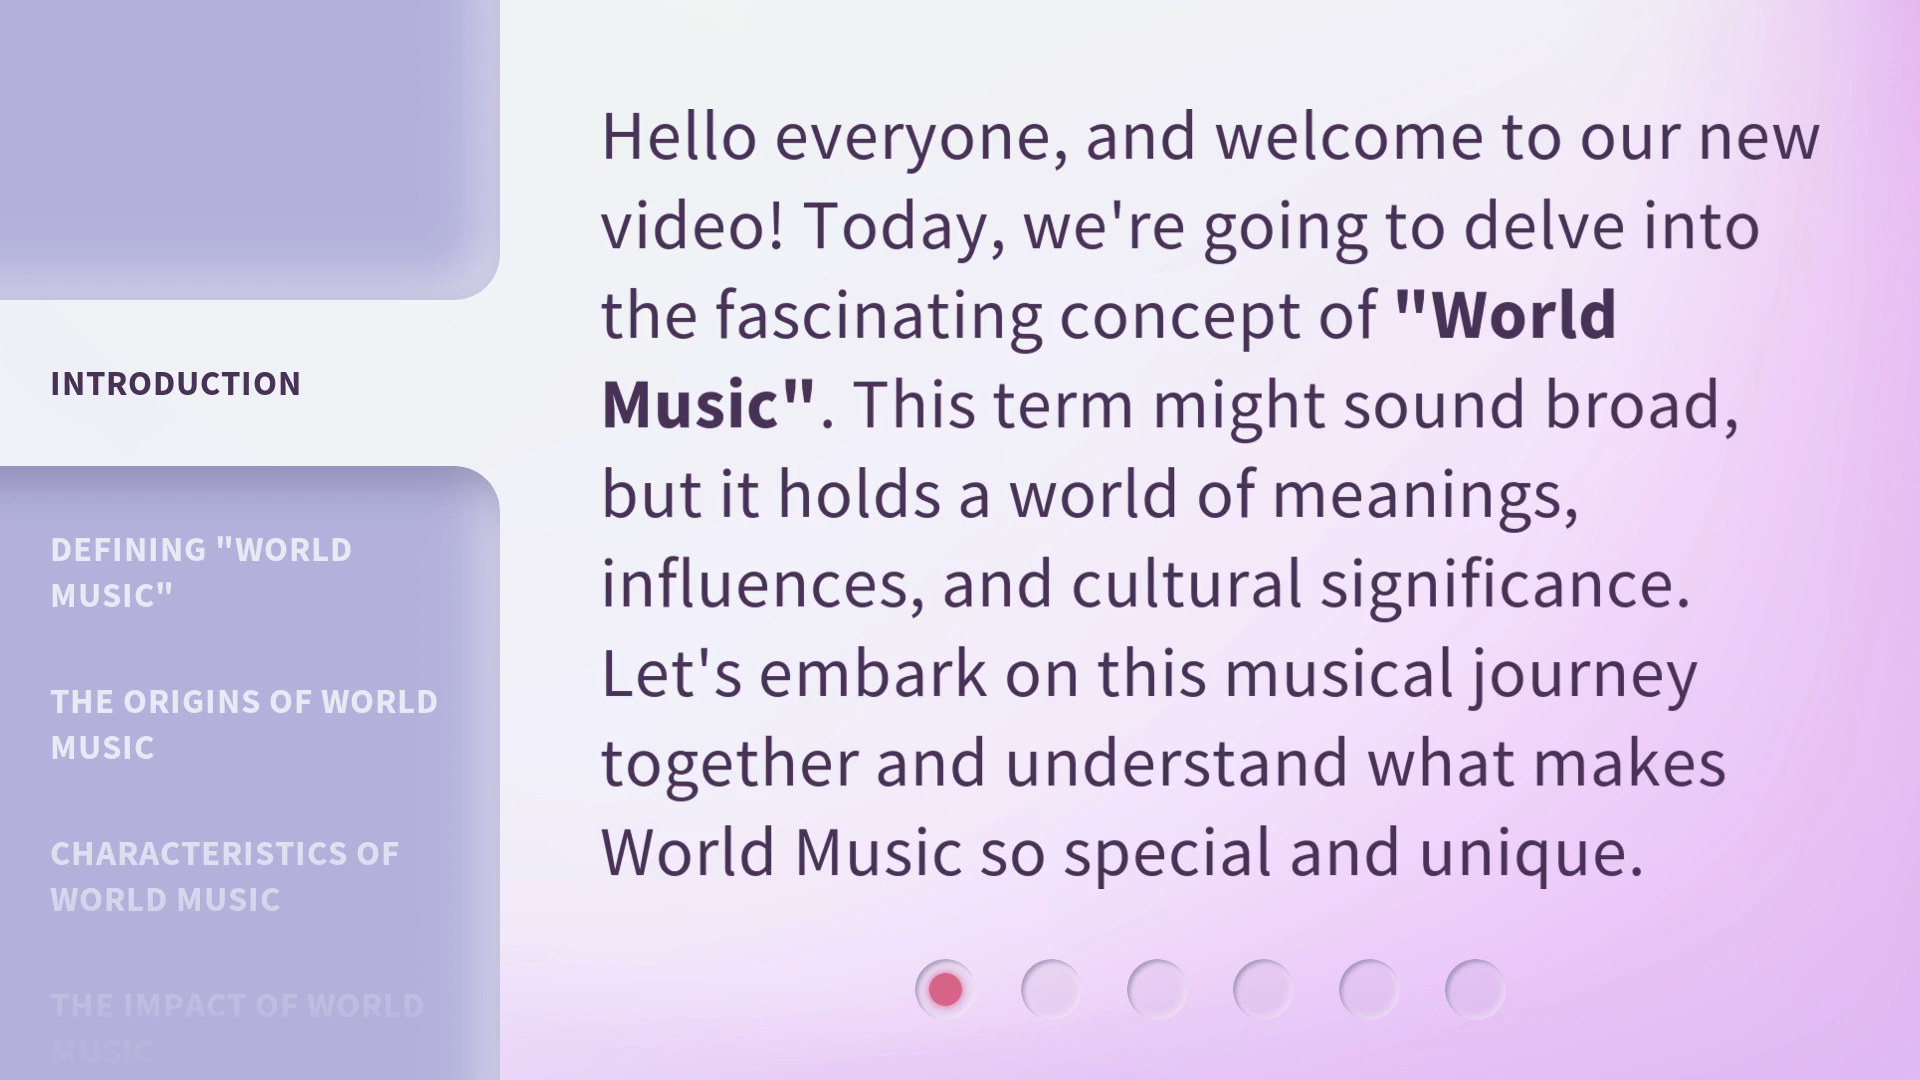 INTRODUCTION
DEFINING "WORLD
MUSIC"
THE ORIGINS OF WORLD
MUSIC
CHARACTERISTICS OF
WORLD MUSIC
THE IMPACT OF WORLD
MUSIC
Hello everyone, and welcome to our new
video! Today, we're going to delve into
the fascinating concept of "World
Music". This term might sound broad,
but it holds a world of meanings,
influences, and cultural significance.
Let's embark on this musical journey
together and understand what makes
World Music so special and unique.